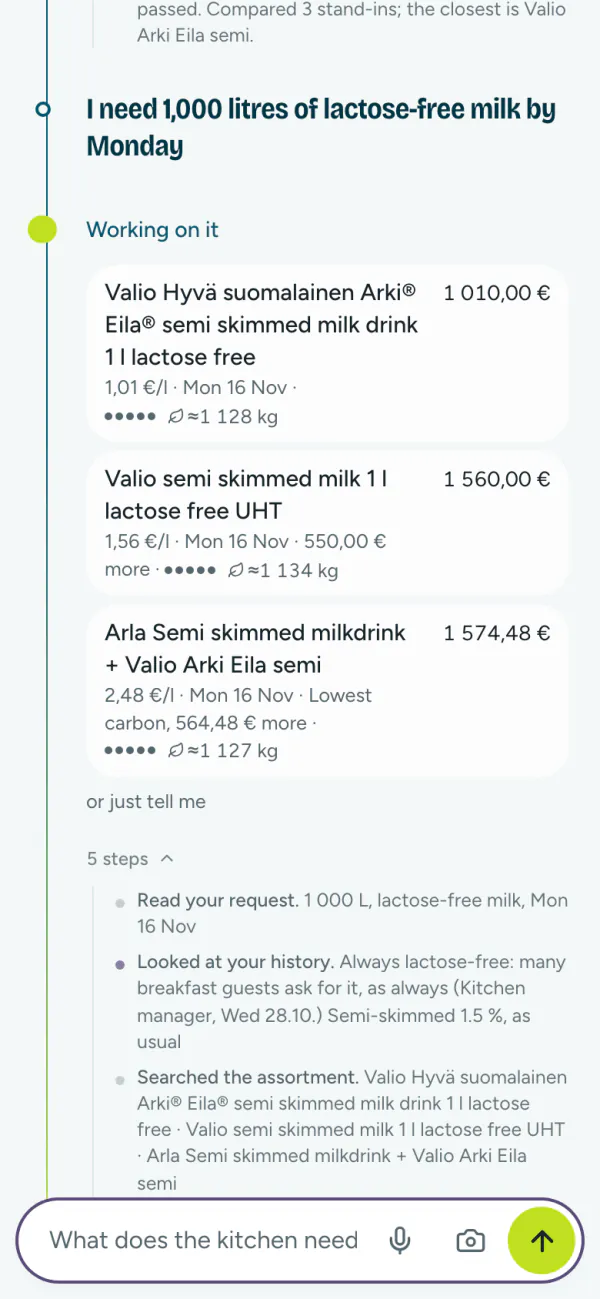 passed. Compared 3 stand-ins; the closest is Valio
Arki Eila semi.
I need 1,000 litres of lactose-free milk by
Monday
Working on it
Valio Hyvä suomalainen Arki® 1 010,00 €
Eila® semi skimmed milk drink
1 l lactose free
1,01 €/l · Mon 16 Nov ·
≈1 128 kg
Valio semi skimmed milk 1 l 1 560,00 €
lactose free UHT
1,56 €/l · Mon 16 Nov · 550,00 €
more · ≈1 134 kg
Arla Semi skimmed milkdrink 1 574,48 €
+ Valio Arki Eila semi
2,48 €/l · Mon 16 Nov · Lowest
carbon, 564,48 € more ·
≈1 127 kg
or just tell me
5 steps
Read your request. 1 000 L, lactose-free milk, Mon
16 Nov
Looked at your history. Always lactose-free: many
breakfast guests ask for it, as always (Kitchen
manager, Wed 28.10.) Semi-skimmed 1.5 %, as
usual
Searched the assortment. Valio Hyvä suomalainen
Arki® Eila® semi skimmed milk drink 1 l lactose
free · Valio semi skimmed milk 1 l lactose free UHT
· Arla Semi skimmed milkdrink + Valio Arki Eila
semi
What does the kitchen need